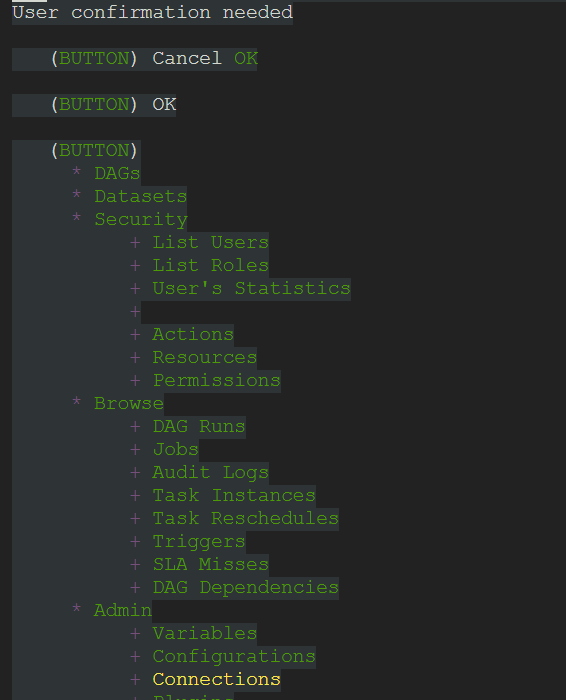 User confirmation needed
(BUTTON) Cancel OK
(BUTTON) OK
(BUTTON)
* DAGs
* Datasets
* Security
+ List Users
+ List Roles
+ User's Statistics
+
+ Actions
+ Resources
+ Permissions
* Browse
+ DAG Runs
+ Jobs
+ Audit Logs
+ Task Instances
+ Task Reschedules
+ Triggers
+ SLA Misses
+ DAG Dependencies
* Admin
+ Variables
+ Configurations
+ Connections